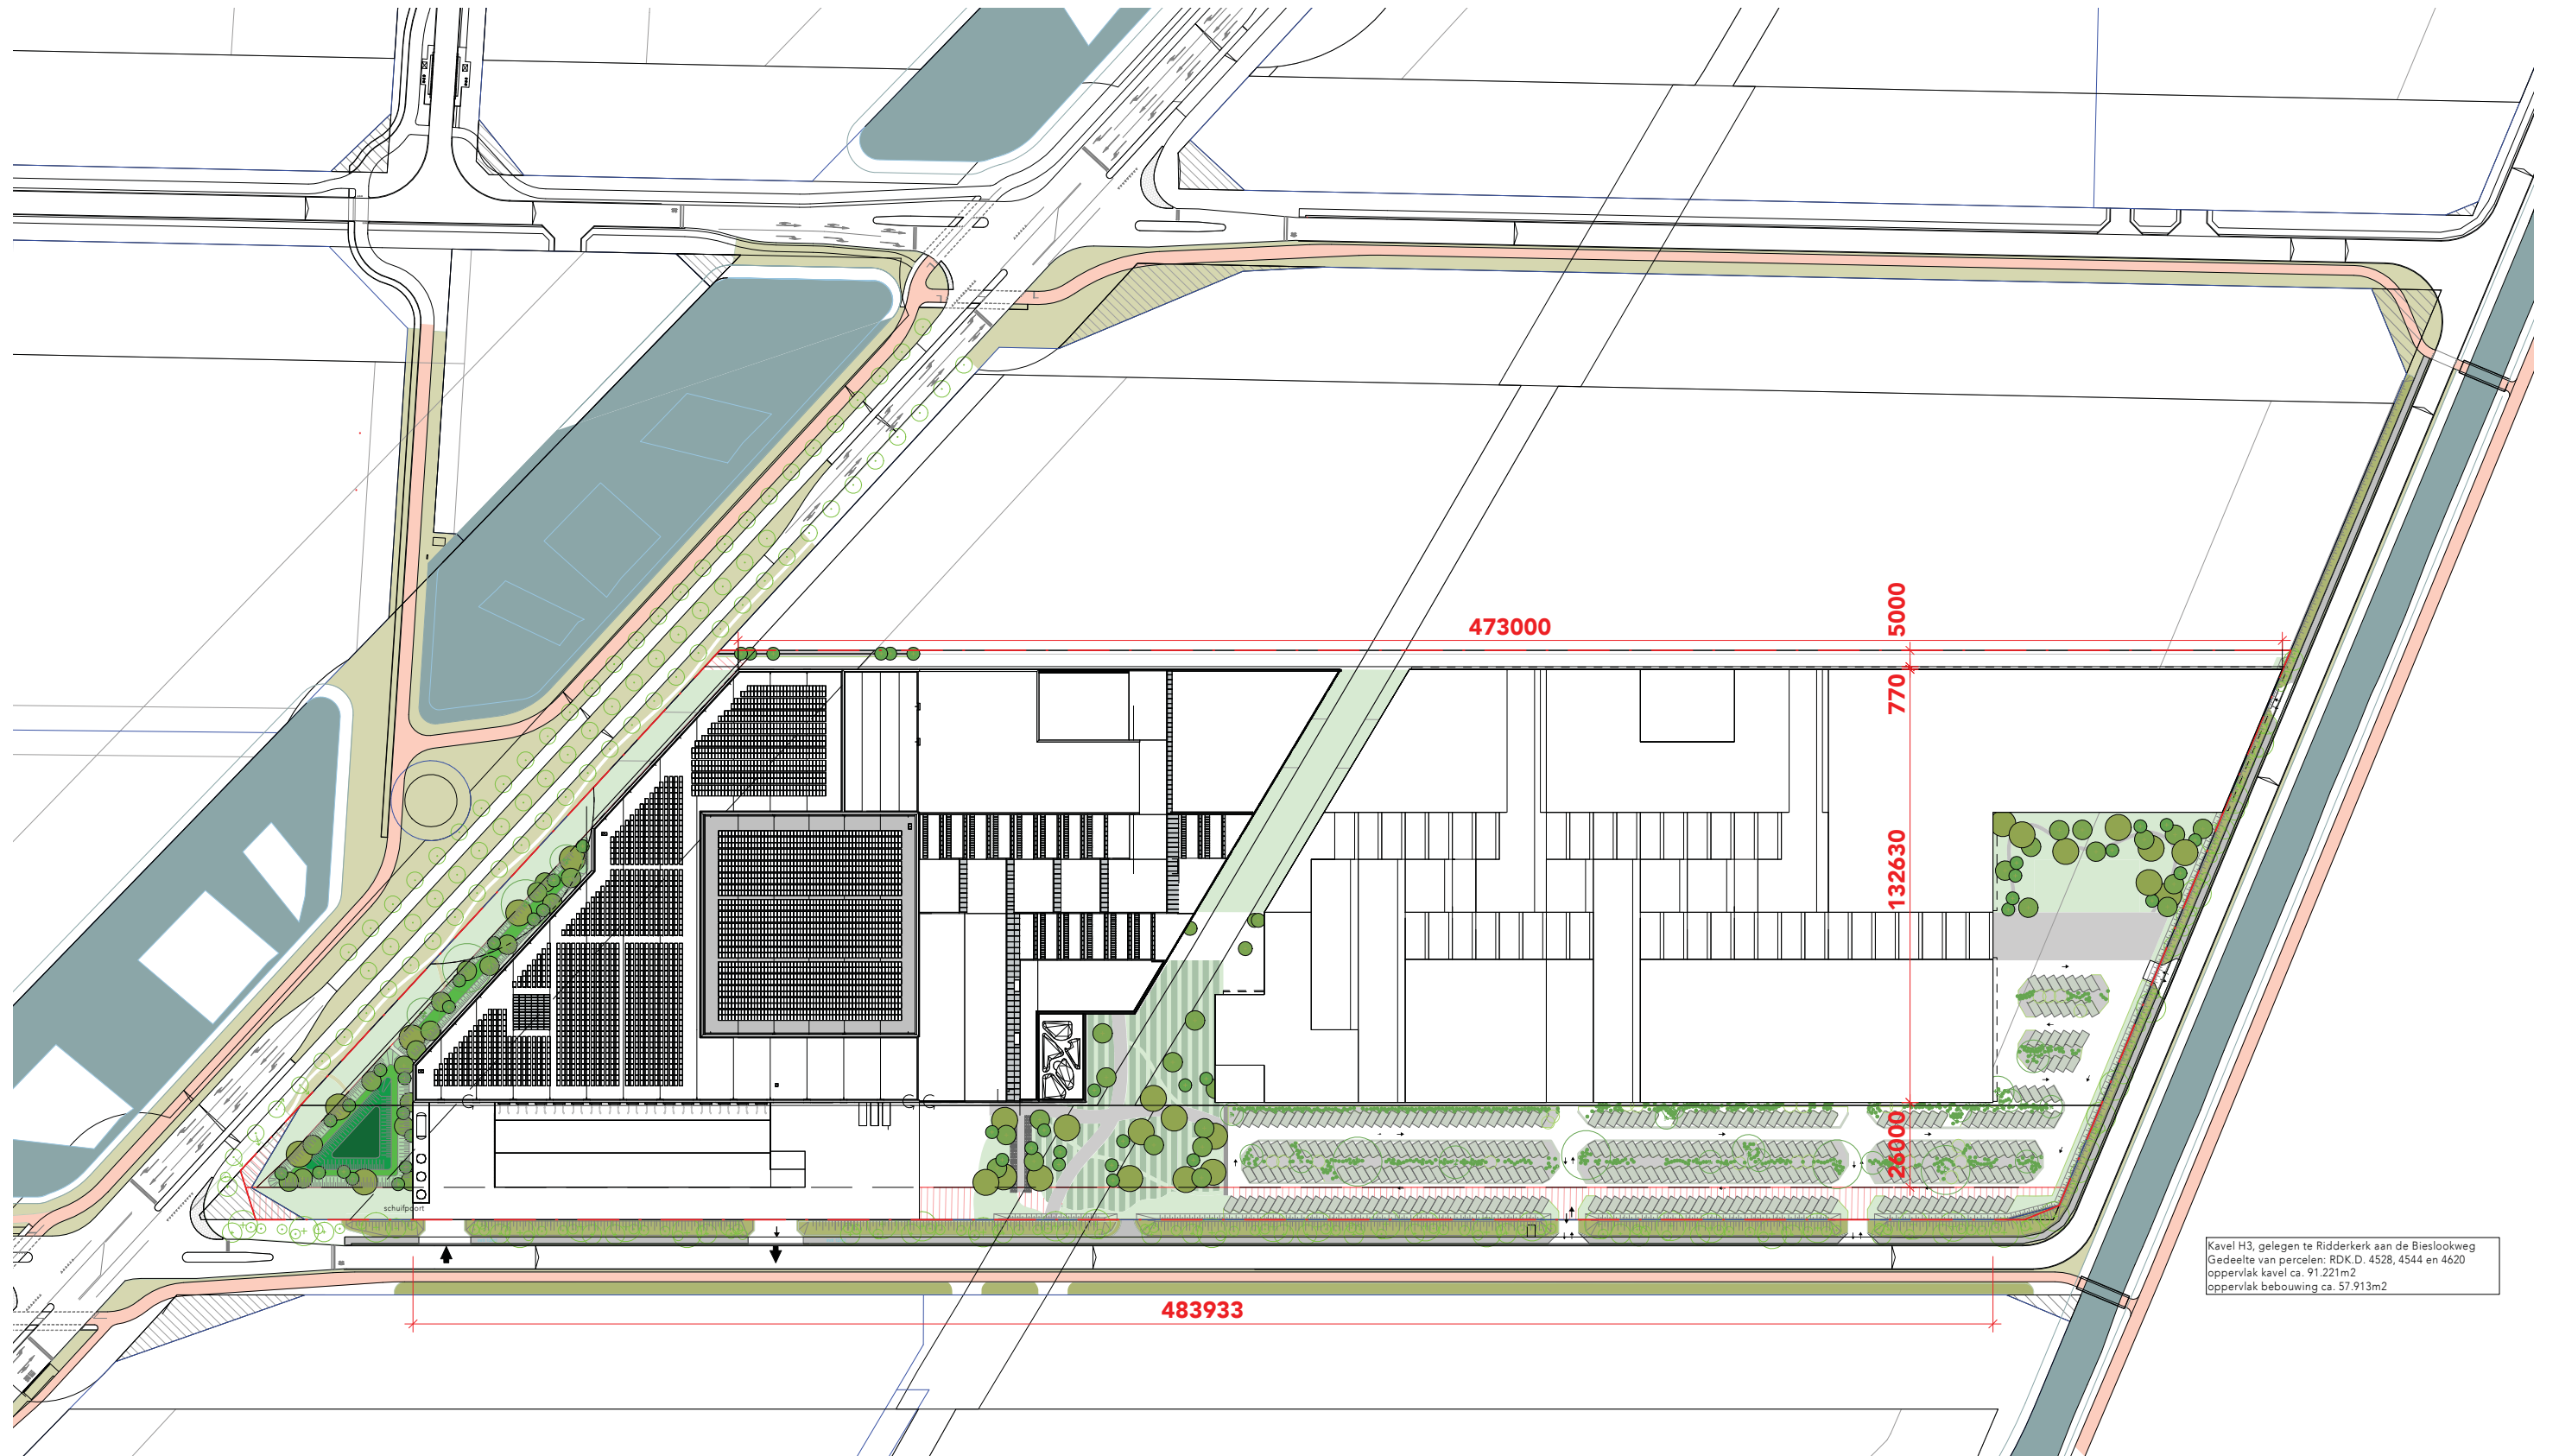 473000
5000
770
132630
26000
schuifpoort
483933
Kavel H3, gelegen te Ridderkerk aan de Bieslookweg
Gedeelte van percelen: RDK.D. 4528, 4544 en 4620
oppervlak kavel ca. 91.221m2
oppervlak bebouwing ca. 57.913m2